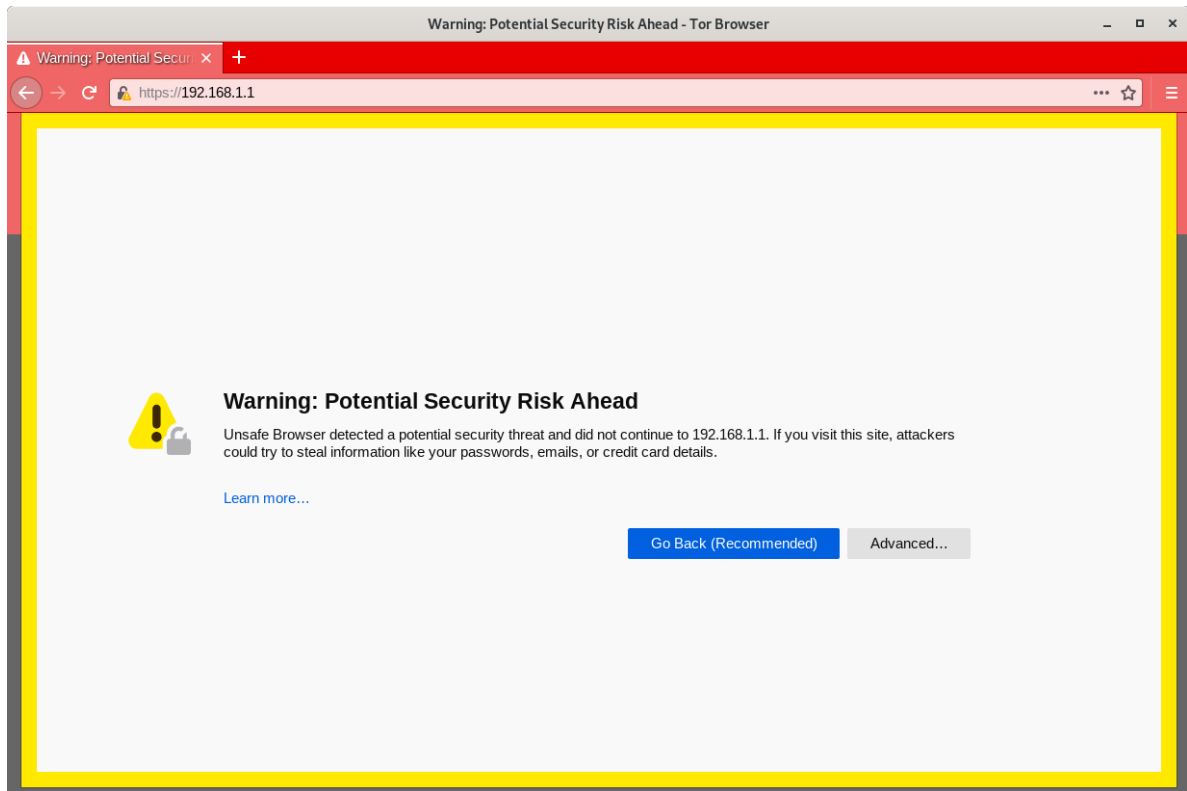 Warning: Potential Security Risk Ahead - Tor Browser
Warning: Potential Secur
https://192.168.1.1
Warning: Potential Security Risk Ahead
Unsafe Browser detected a potential security threat and did not continue to 192.168.1.1. If you visit this site, attackers
could try to steal information like your passwords, emails, or credit card details.
Learn more…
Go Back (Recommended) Advanced…